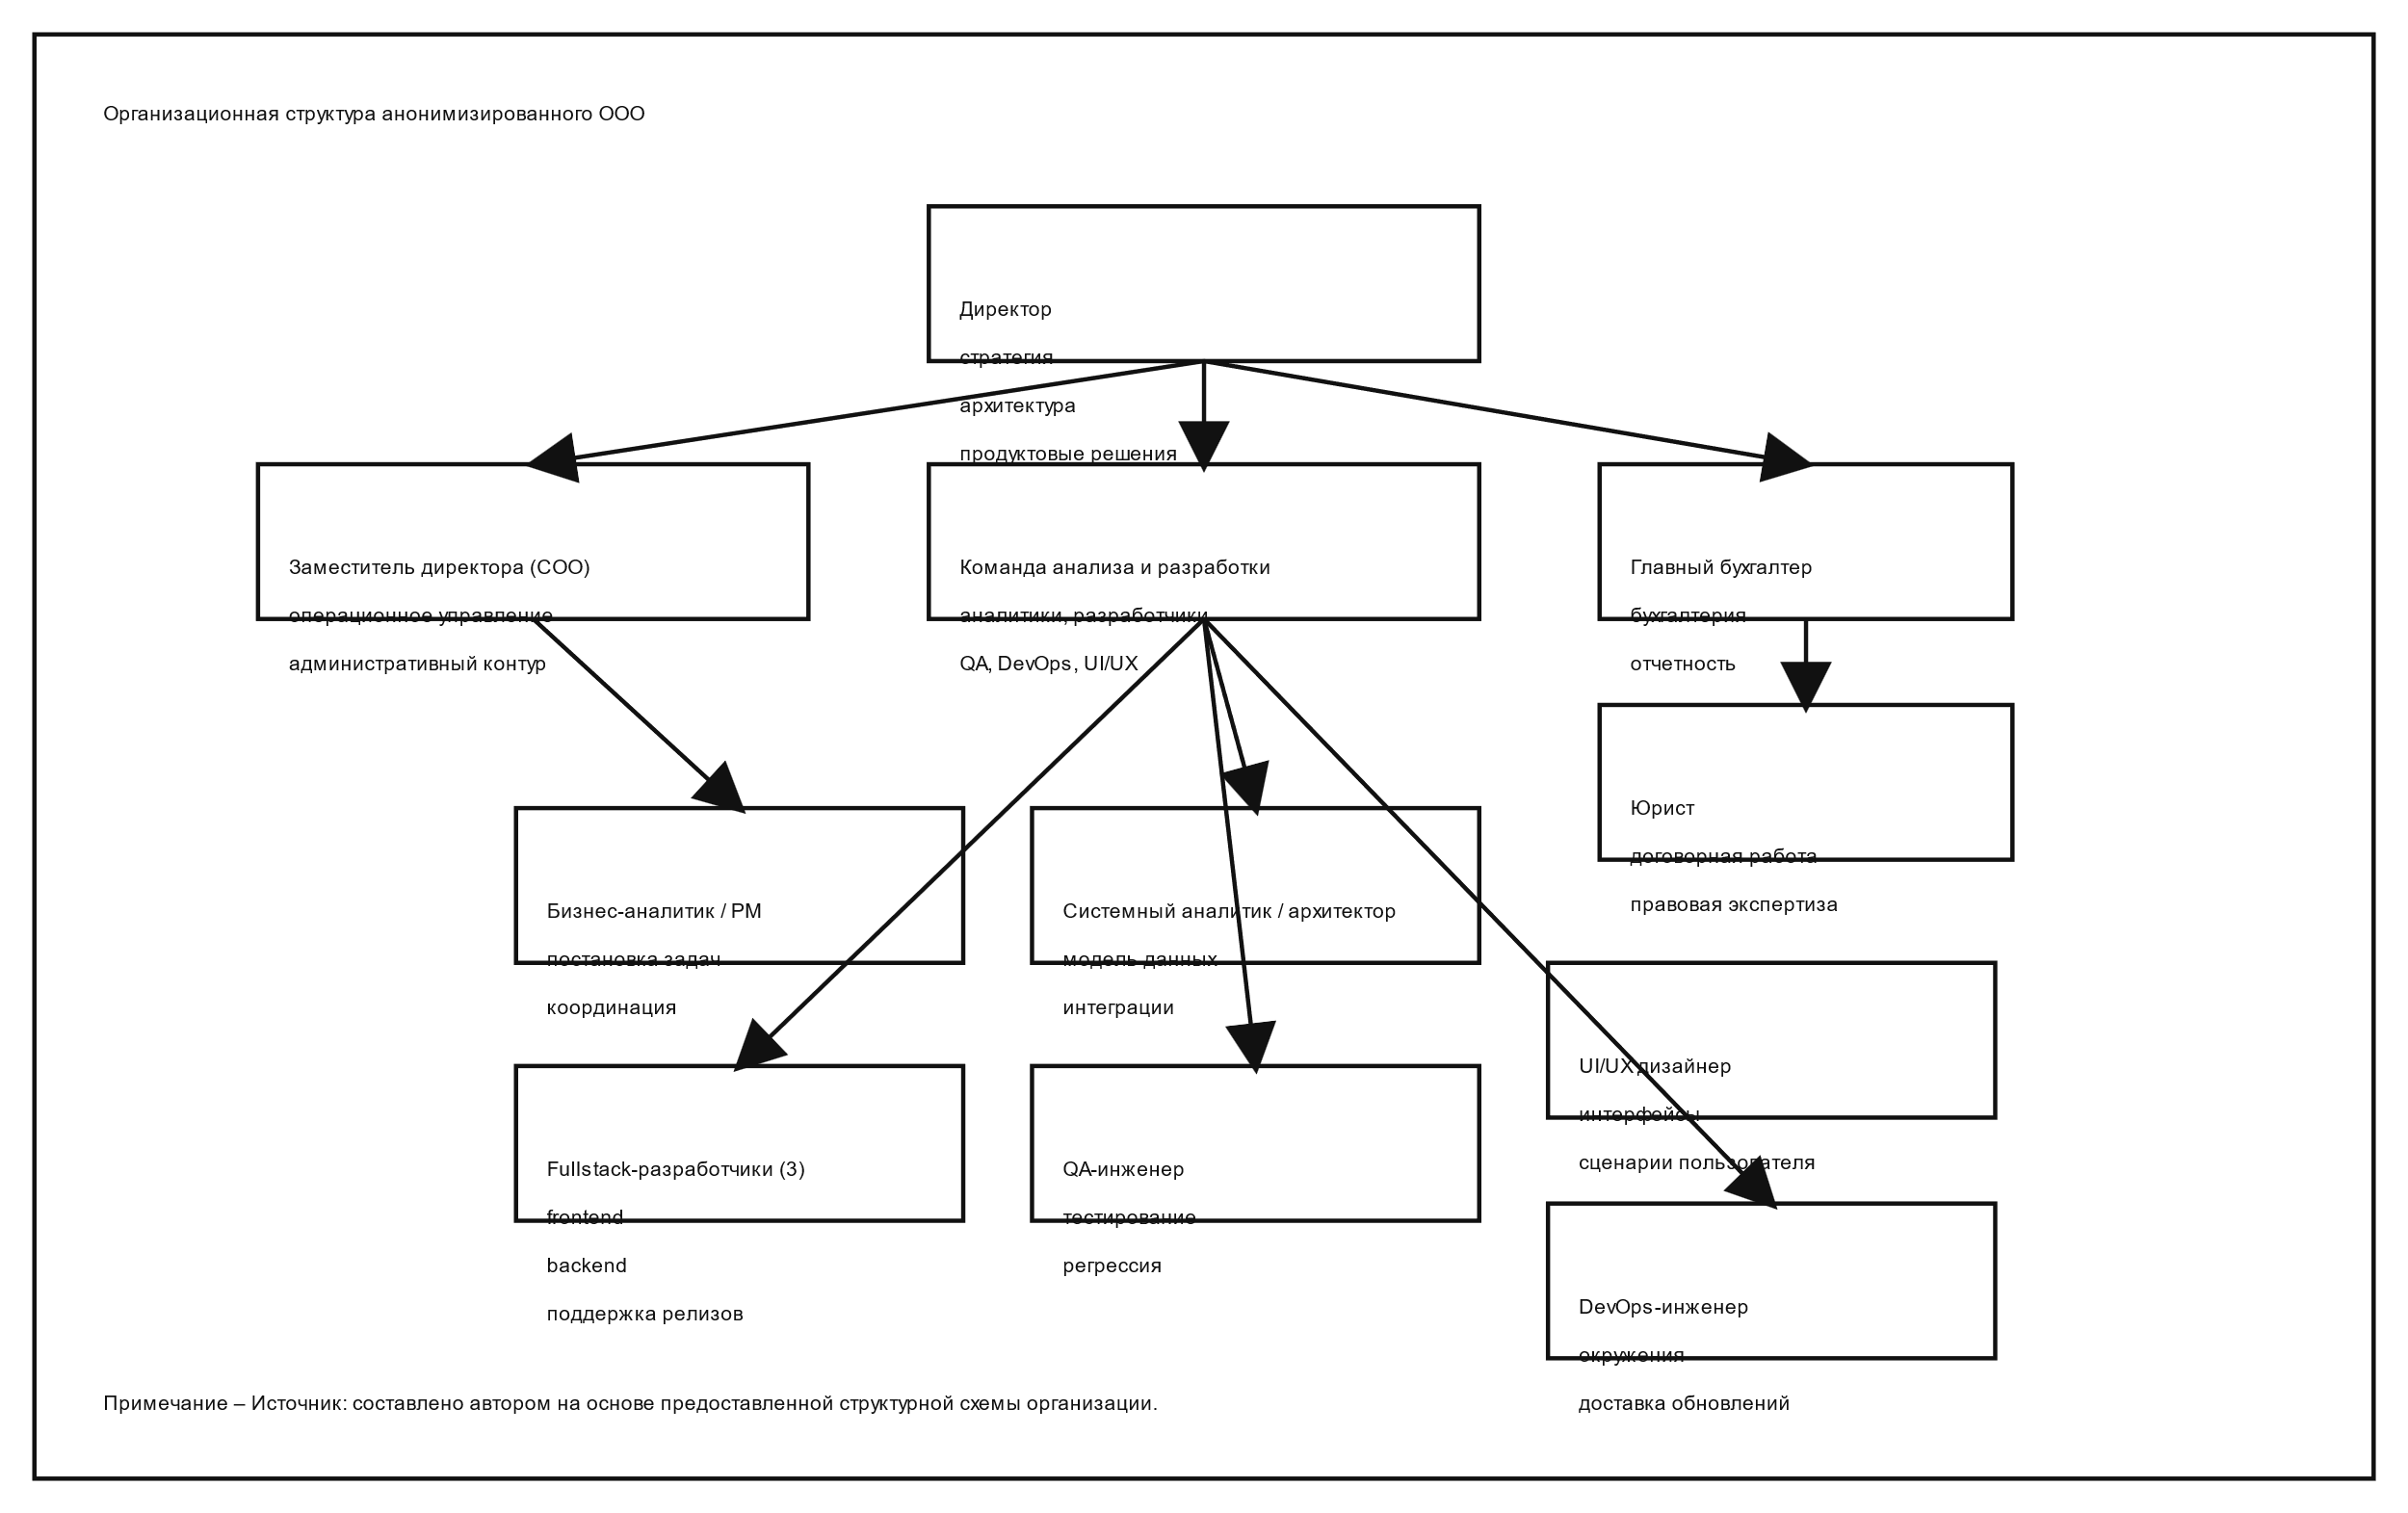 Организационная структура анонимизированного ООО
Директор
стратегия
архитектура
продуктовые решения
Заместитель директора (COO)
операционное управление
административный контур
Команда анализа и разработки
аналитики, разработчики
QA, DevOps, UI/UX
Главный бухгалтер
бухгалтерия
отчетность
Юрист
договорная работа
правовая экспертиза
Бизнес-аналитик / PM
постановка задач
координация
Системный аналитик / архитектор
модель данных
интеграции
UI/UX дизайнер
интерфейсы
сценарии пользователя
Fullstack-разработчики (3)
frontend
backend
поддержка релизов
QA-инженер
тестирование
регрессия
DevOps-инженер
окружения
доставка обновлений
Примечание – Источник: составлено автором на основе предоставленной структурной схемы организации.